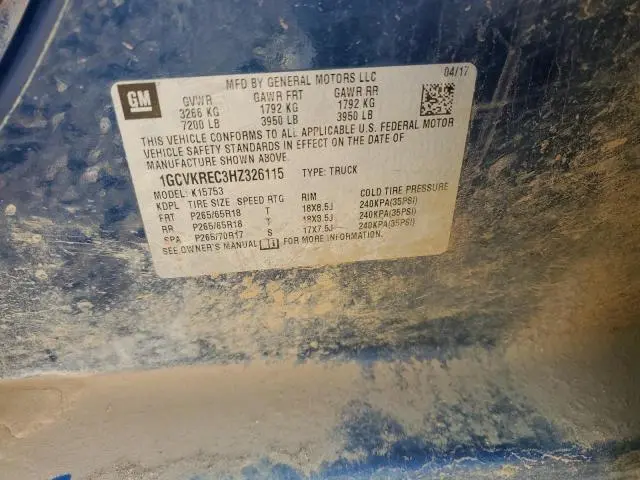 MFD BY GENERAL MOTORS LLC 04/17
GM
GVWR GAWR FRT GAWR RR
3266 KG 1792 KG 1792 KG
7200 LB 3950 LB 3950 LB
THIS VEHICLE CONFORMS TO ALL APPLICABLE U.S. FEDERAL MOTOR
VEHICLE SAFETY STANDARDS IN EFFECT ON THE DATE OF
MANUFACTURE SHOWN ABOVE.
1GCVKREC3HZ326115 TYPE: TRUCK
MODEL: K15753
KDPL TIRE SIZE SPEED RTG RIM COLD TIRE PRESSURE
FRT P265/65R18 T 18X8.5J 240KPA(35PSI)
RR P265/65R18 T 18X8.5J 240KPA(35PSI)
SPA P265/70R17 S 17X7.5J 240KPA(35PSI)
SEE OWNER'S MANUAL FOR MORE INFORMATION.